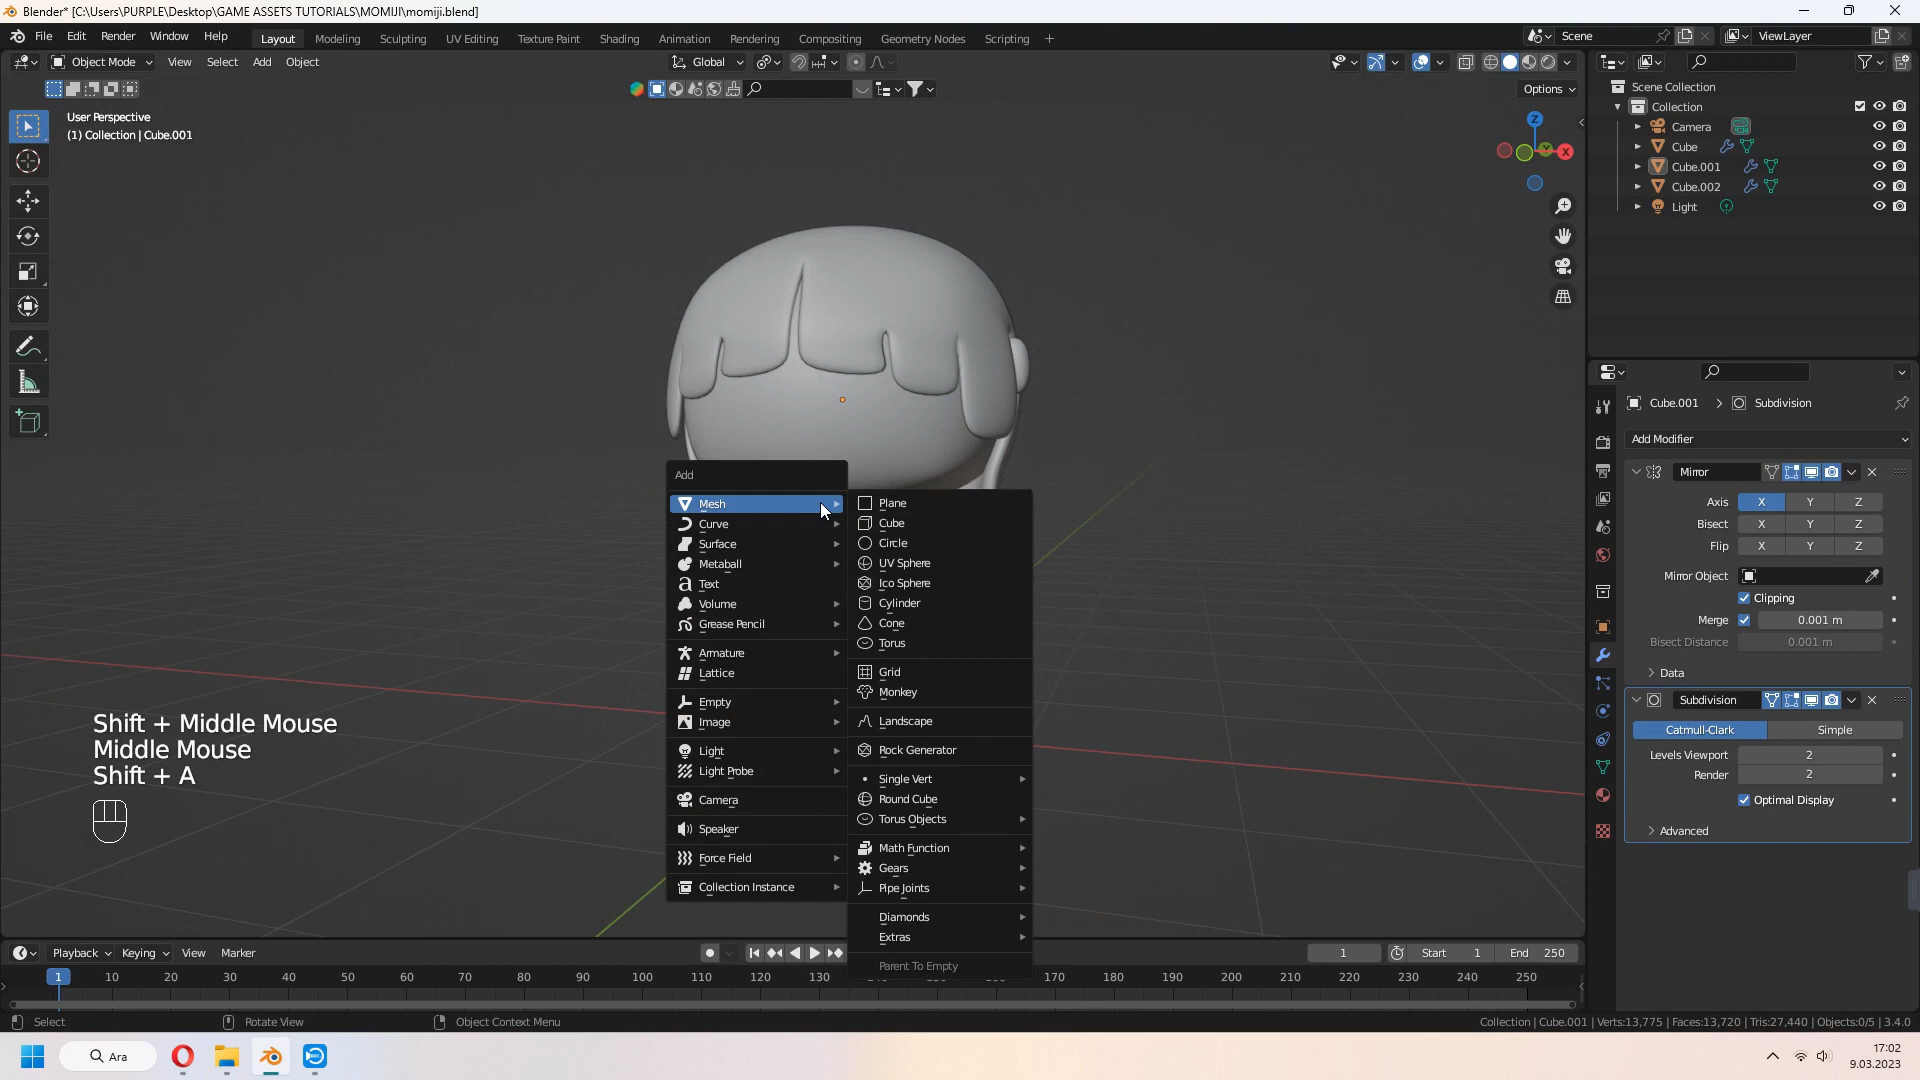 Blender* [C:\Users\PURPLE\Desktop\GAME ASSETS TUTORIALS\MOMIJI\momiji.blend]
File Edit Render Window Help Layout Modeling Sculpting UV Editing Texture Paint Shading Animation Rendering Compositing Geometry Nodes Scripting + Scene ViewLayer
Object Mode View Select Add Object Global
Options
User Perspective
(1) Collection | Cube.001
Z
Y
X
Scene Collection
Collection
Camera
Cube
Cube.001
Cube.002
Light
Cube.001 > Subdivision
Add Modifier
Mirror
Axis X Y Z
Bisect X Y Z
Flip X Y Z
Mirror Object
Clipping
Merge 0.001 m
Bisect Distance 0.001 m
Data
Subdivision
Catmull-Clark Simple
Levels Viewport 2
Render 2
Optimal Display
Advanced
Add
Mesh
Curve
Surface
Metaball
Text
Volume
Grease Pencil
Armature
Lattice
Empty
Image
Light
Light Probe
Camera
Speaker
Force Field
Collection Instance
Plane
Cube
Circle
UV Sphere
Ico Sphere
Cylinder
Cone
Torus
Grid
Monkey
Landscape
Rock Generator
Single Vert
Round Cube
Torus Objects
Math Function
Gears
Pipe Joints
Diamonds
Extras
Parent To Empty
Shift + Middle Mouse
Middle Mouse
Shift + A
Playback Keying View Marker 1 Start 1 End 250
1 10 20 30 40 50 60 70 80 90 100 110 120 130 170 180 190 200 210 220 230 240 250
Select Rotate View Object Context Menu Collection | Cube.001 | Verts:13,775 | Faces:13,720 | Tris:27,440 | Objects:0/5 | 3.4.0
Ara
17:02
9.03.2023